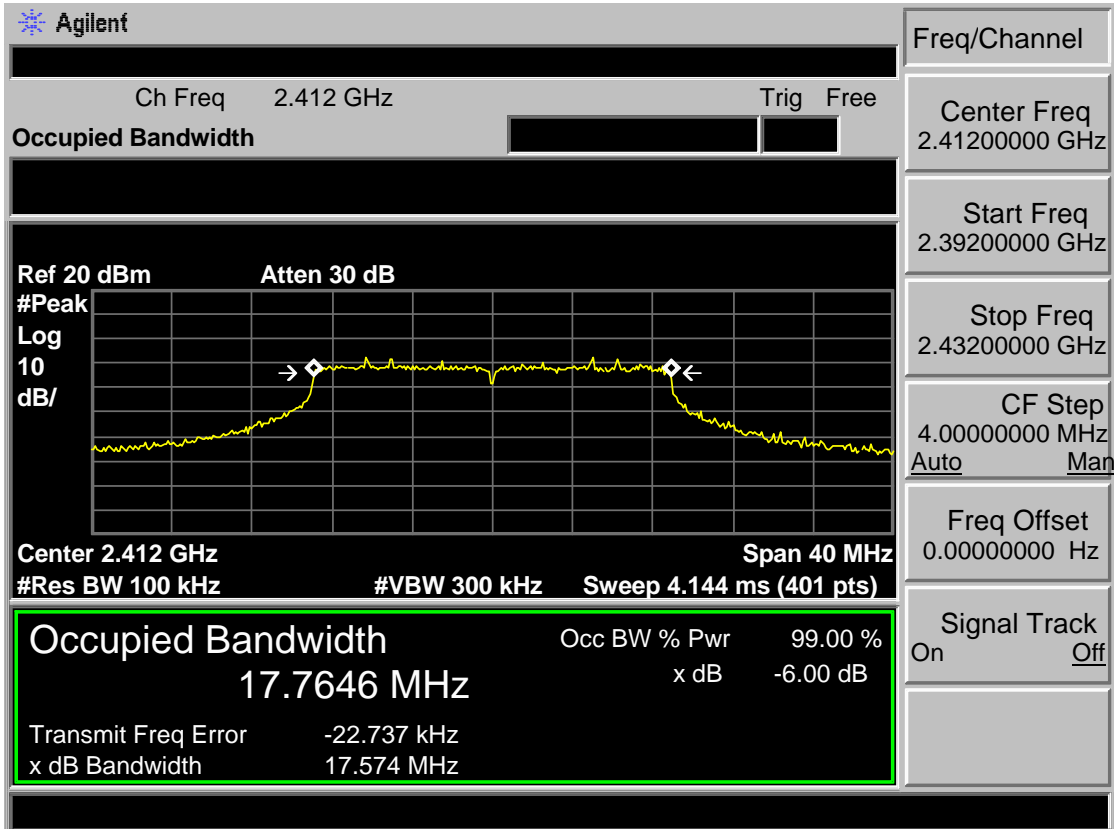 Agilent
Freq/Channel
Ch Freq 2.412 GHz Trig Free
Occupied Bandwidth
Center Freq
2.41200000 GHz
Start Freq
2.39200000 GHz
Stop Freq
2.43200000 GHz
CF Step
4.00000000 MHz
Auto Man
Freq Offset
0.00000000 Hz
Signal Track
On Off
Ref 20 dBm Atten 30 dB
#Peak
Log
10
dB/
Center 2.412 GHz Span 40 MHz
#Res BW 100 kHz #VBW 300 kHz Sweep 4.144 ms (401 pts)
Occupied Bandwidth Occ BW % Pwr 99.00 %
17.7646 MHz x dB -6.00 dB
Transmit Freq Error -22.737 kHz
x dB Bandwidth 17.574 MHz